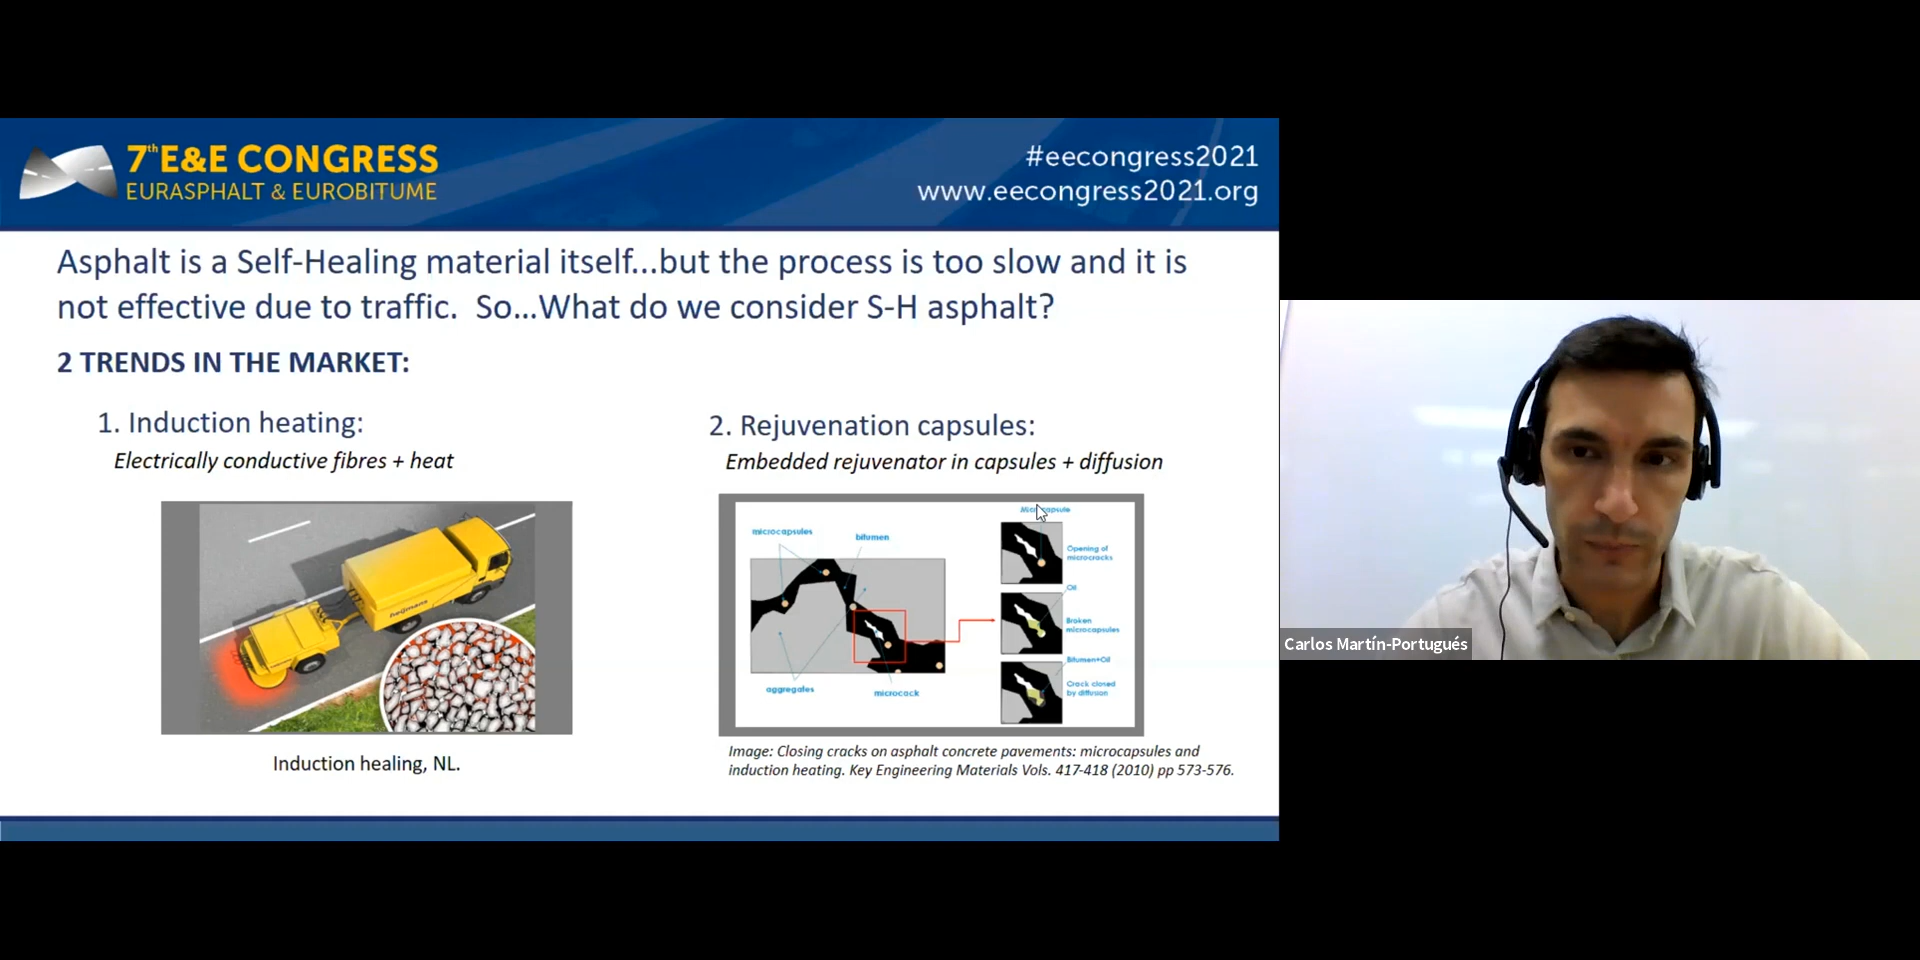 7th E&E CONGRESS
EURASPHALT & EUROBITUME
#eecongress2021
www.eecongress2021.org
Asphalt is a Self-Healing material itself...but the process is too slow and it is
not effective due to traffic.  So...What do we consider S-H asphalt?
2 TRENDS IN THE MARKET:
1. Induction heating:
Electrically conductive fibres + heat
heijmans
Induction healing, NL.
2. Rejuvenation capsules:
Embedded rejuvenator in capsules + diffusion
microcapsules
bitumen
aggregates
microcack
Microcapsule
Opening of
microcracks
Oil
Broken
microcapsules
Bitumen+Oil
Crack closed
by diffusion
Image: Closing cracks on asphalt concrete pavements: microcapsules and
induction heating. Key Engineering Materials Vols. 417-418 (2010) pp 573-576.
Carlos Martín-Portugués